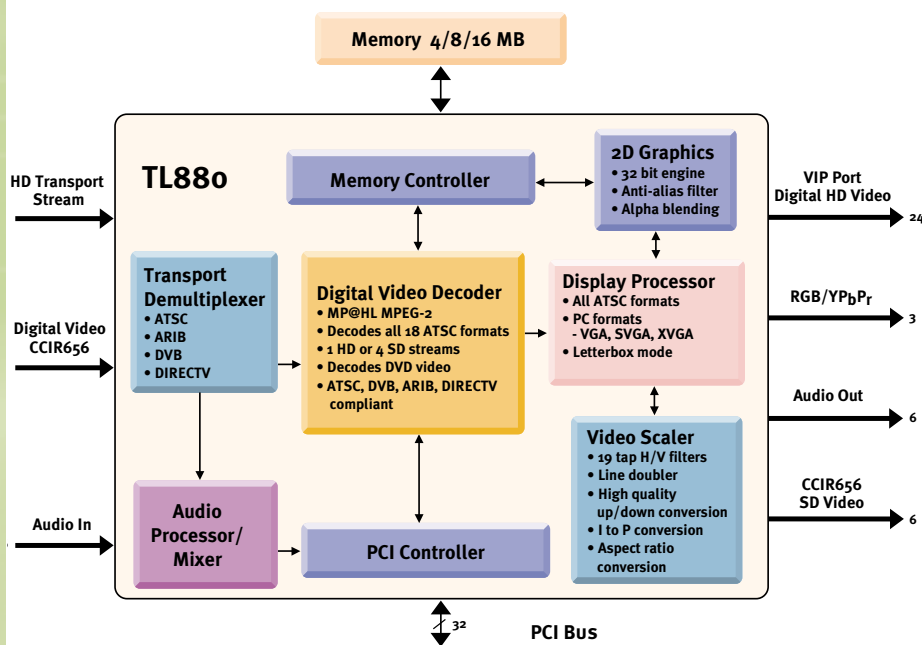 Memory 4/8/16 MB
TL880
HD Transport
Stream
Digital Video
CCIR656
Audio In
Memory Controller
2D Graphics
• 32 bit engine
• Anti-alias filter
• Alpha blending
Transport
Demultiplexer
• ATSC
• ARIB
• DVB
• DIRECTV
Digital Video Decoder
• MP@HL MPEG-2
• Decodes all 18 ATSC formats
• 1 HD or 4 SD streams
• Decodes DVD video
• ATSC, DVB, ARIB, DIRECTV
compliant
Display Processor
• All ATSC formats
• PC formats
- VGA, SVGA, XVGA
• Letterbox mode
Video Scaler
• 19 tap H/V filters
• Line doubler
• High quality
up/down conversion
• I to P conversion
• Aspect ratio
conversion
Audio
Processor/
Mixer
PCI Controller
VIP Port
Digital HD Video
24
RGB/YPbPr
3
Audio Out
6
CCIR656
SD Video
6
32
PCI Bus